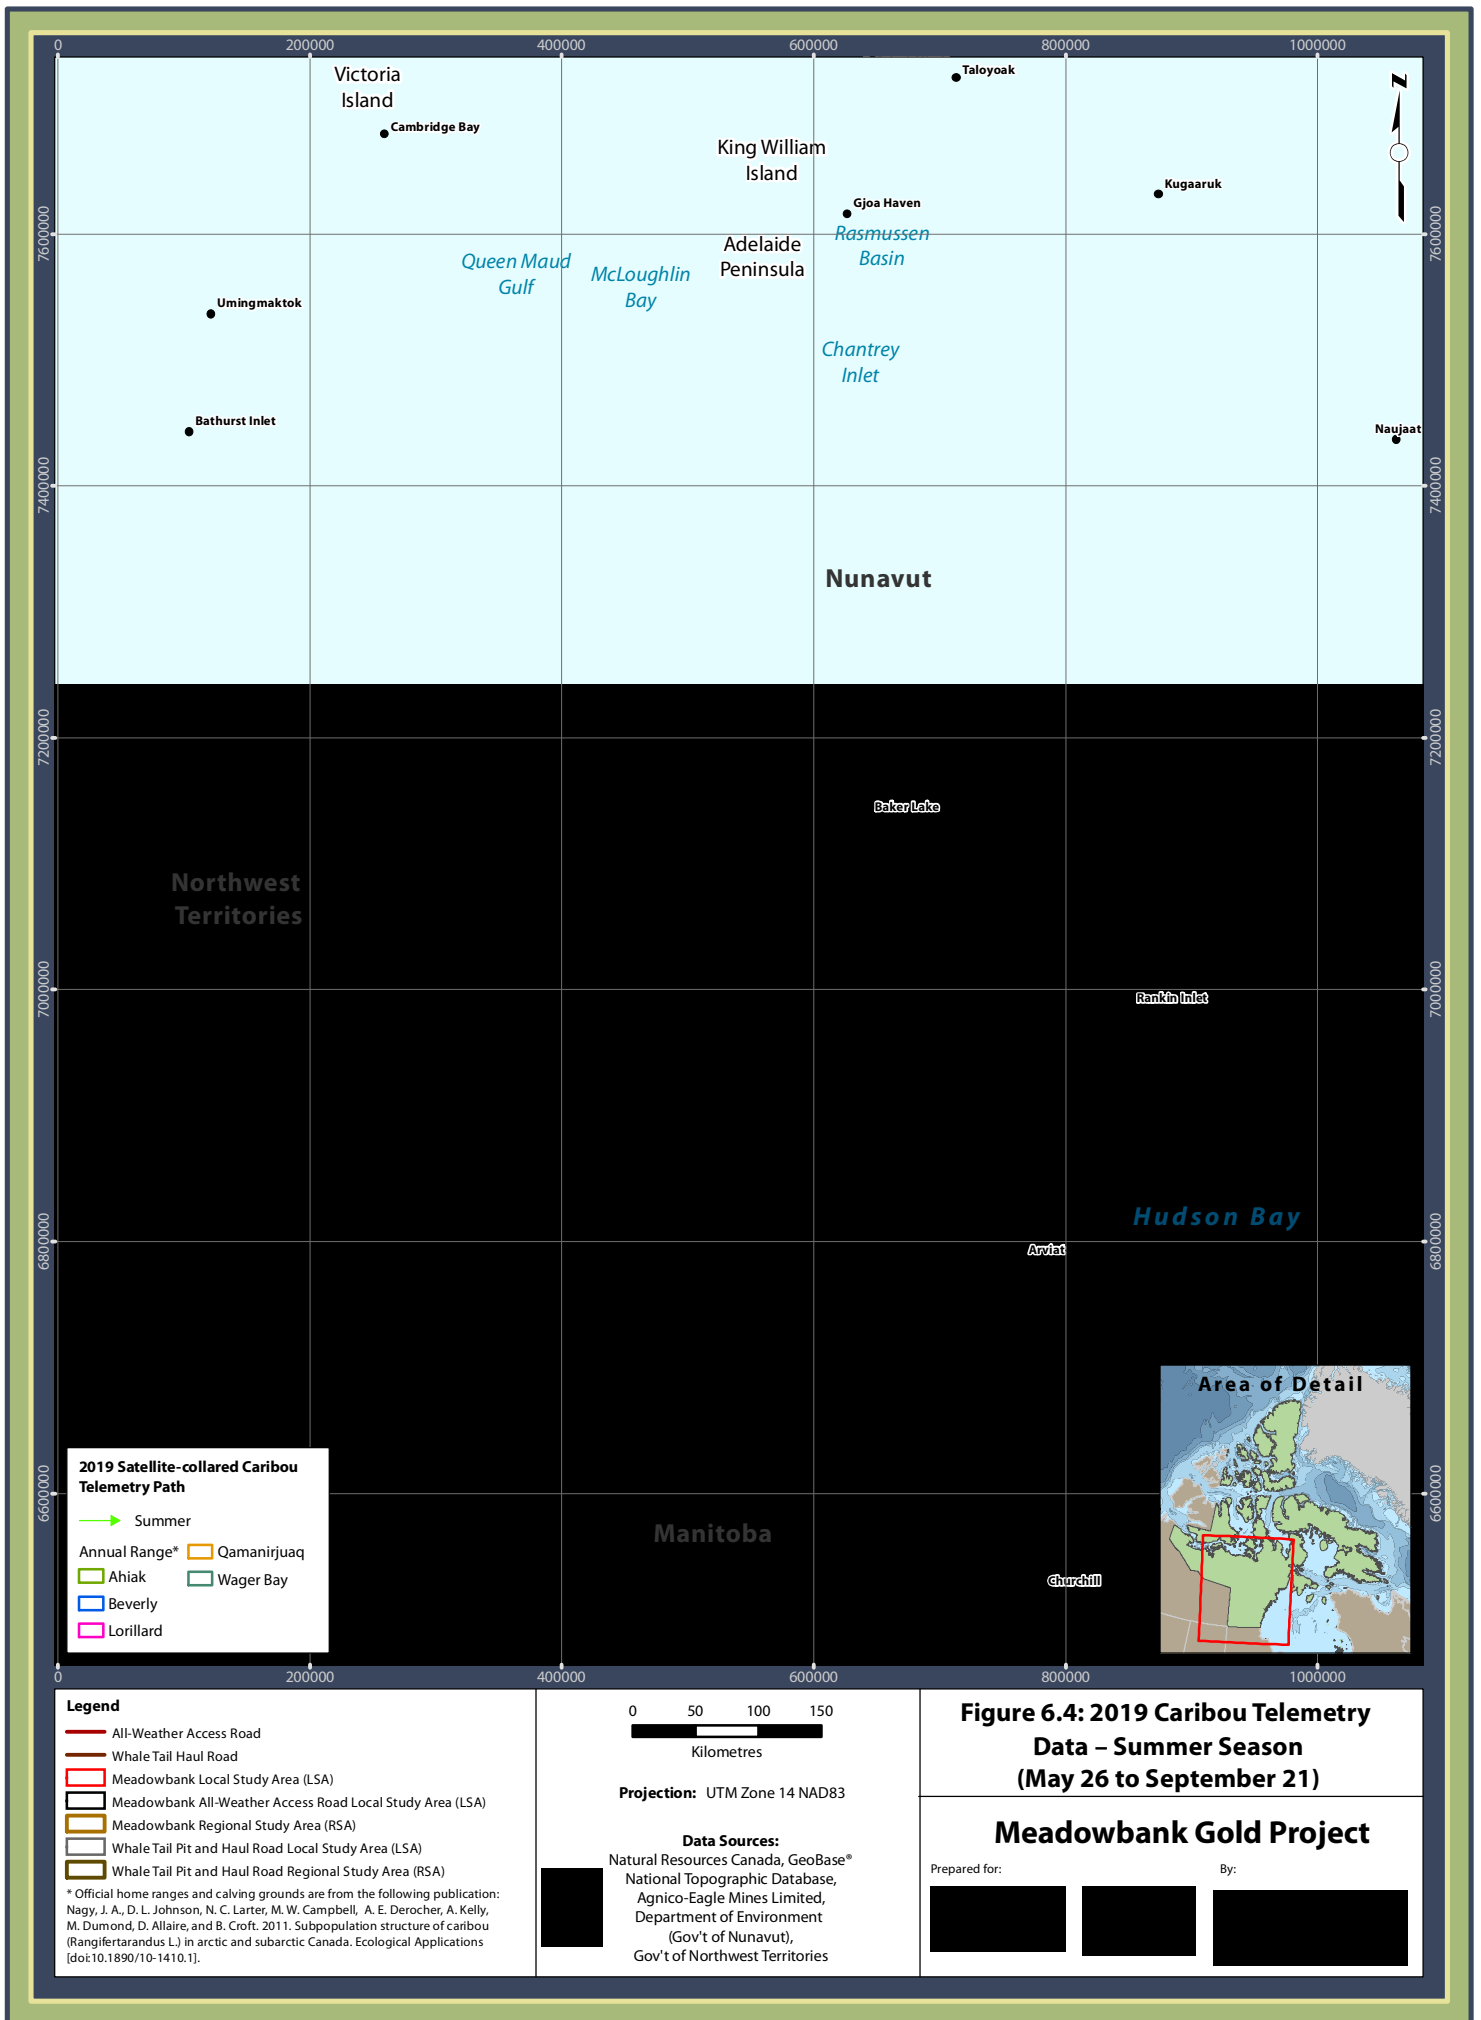 0 200000 400000 600000 800000 1000000
Victoria
Island
Taloyoak
N
Cambridge Bay
King William
Island
Kugaaruk
Gjoa Haven
7600000
7600000
Rasmussen
Basin
Adelaide
Peninsula
Queen Maud
Gulf
McLoughlin
Bay
Umingmaktok
Chantrey
Inlet
Bathurst Inlet
Naujaat
7400000
7400000
Nunavut
7200000
7200000
Baker Lake
Northwest
Territories
7000000
7000000
Rankin Inlet
Hudson Bay
6800000
6800000
Arviat
Area of Detail
2019 Satellite-collared Caribou
Telemetry Path
Summer
Annual Range*
Ahiak
Beverly
Lorillard
Qamanirjuaq
Wager Bay
6600000
6600000
Manitoba
Churchill
0 200000 400000 600000 800000 1000000
Legend
All-Weather Access Road
Whale Tail Haul Road
Meadowbank Local Study Area (LSA)
Meadowbank All-Weather Access Road Local Study Area (LSA)
Meadowbank Regional Study Area (RSA)
Whale Tail Pit and Haul Road Local Study Area (LSA)
Whale Tail Pit and Haul Road Regional Study Area (RSA)
* Official home ranges and calving grounds are from the following publication:
Nagy, J. A., D. L. Johnson, N. C. Larter, M. W. Campbell, A. E. Derocher, A. Kelly,
M. Dumond, D. Allaire, and B. Croft. 2011. Subpopulation structure of caribou
(Rangifertarandus L.) in arctic and subarctic Canada. Ecological Applications
[doi:10.1890/10-1410.1].
0 50 100 150
Kilometres
Projection: UTM Zone 14 NAD83
Data Sources:
Natural Resources Canada, GeoBase®
National Topographic Database,
Agnico-Eagle Mines Limited,
Department of Environment
(Gov't of Nunavut),
Gov't of Northwest Territories
Figure 6.4: 2019 Caribou Telemetry
Data – Summer Season
(May 26 to September 21)
Meadowbank Gold Project
Prepared for:
By: